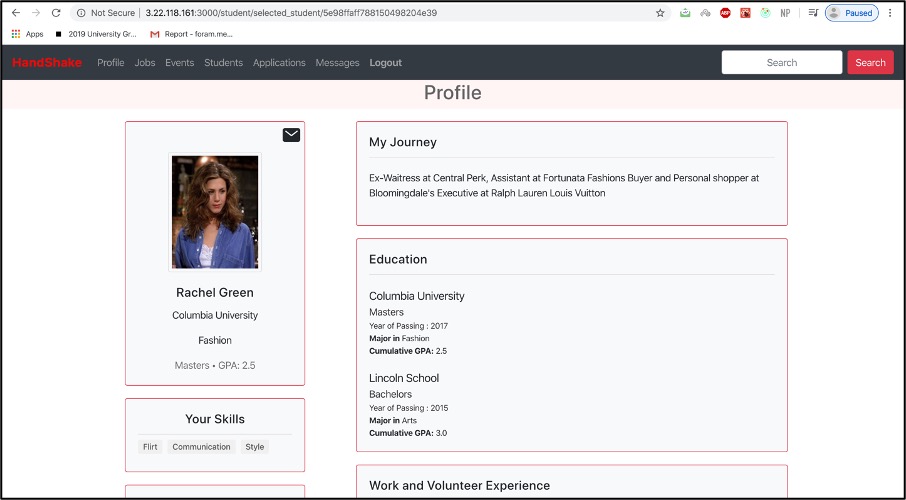 Not Secure | 3.22.118.161:3000/student/selected_student/5e98ffaff788150498204e39
ABP
NP
Paused
Apps
2019 University Gr...
Report - foram.me...
HandShake
Profile
Jobs
Events
Students
Applications
Messages
Logout
Search
Search
Profile
Rachel Green
Columbia University
Fashion
Masters • GPA: 2.5
Your Skills
Flirt
Communication
Style
My Journey
Ex-Waitress at Central Perk, Assistant at Fortunata Fashions Buyer and Personal shopper at
Bloomingdale's Executive at Ralph Lauren Louis Vuitton
Education
Columbia University
Masters
Year of Passing : 2017
Major in Fashion
Cumulative GPA: 2.5
Lincoln School
Bachelors
Year of Passing : 2015
Major in Arts
Cumulative GPA: 3.0
Work and Volunteer Experience